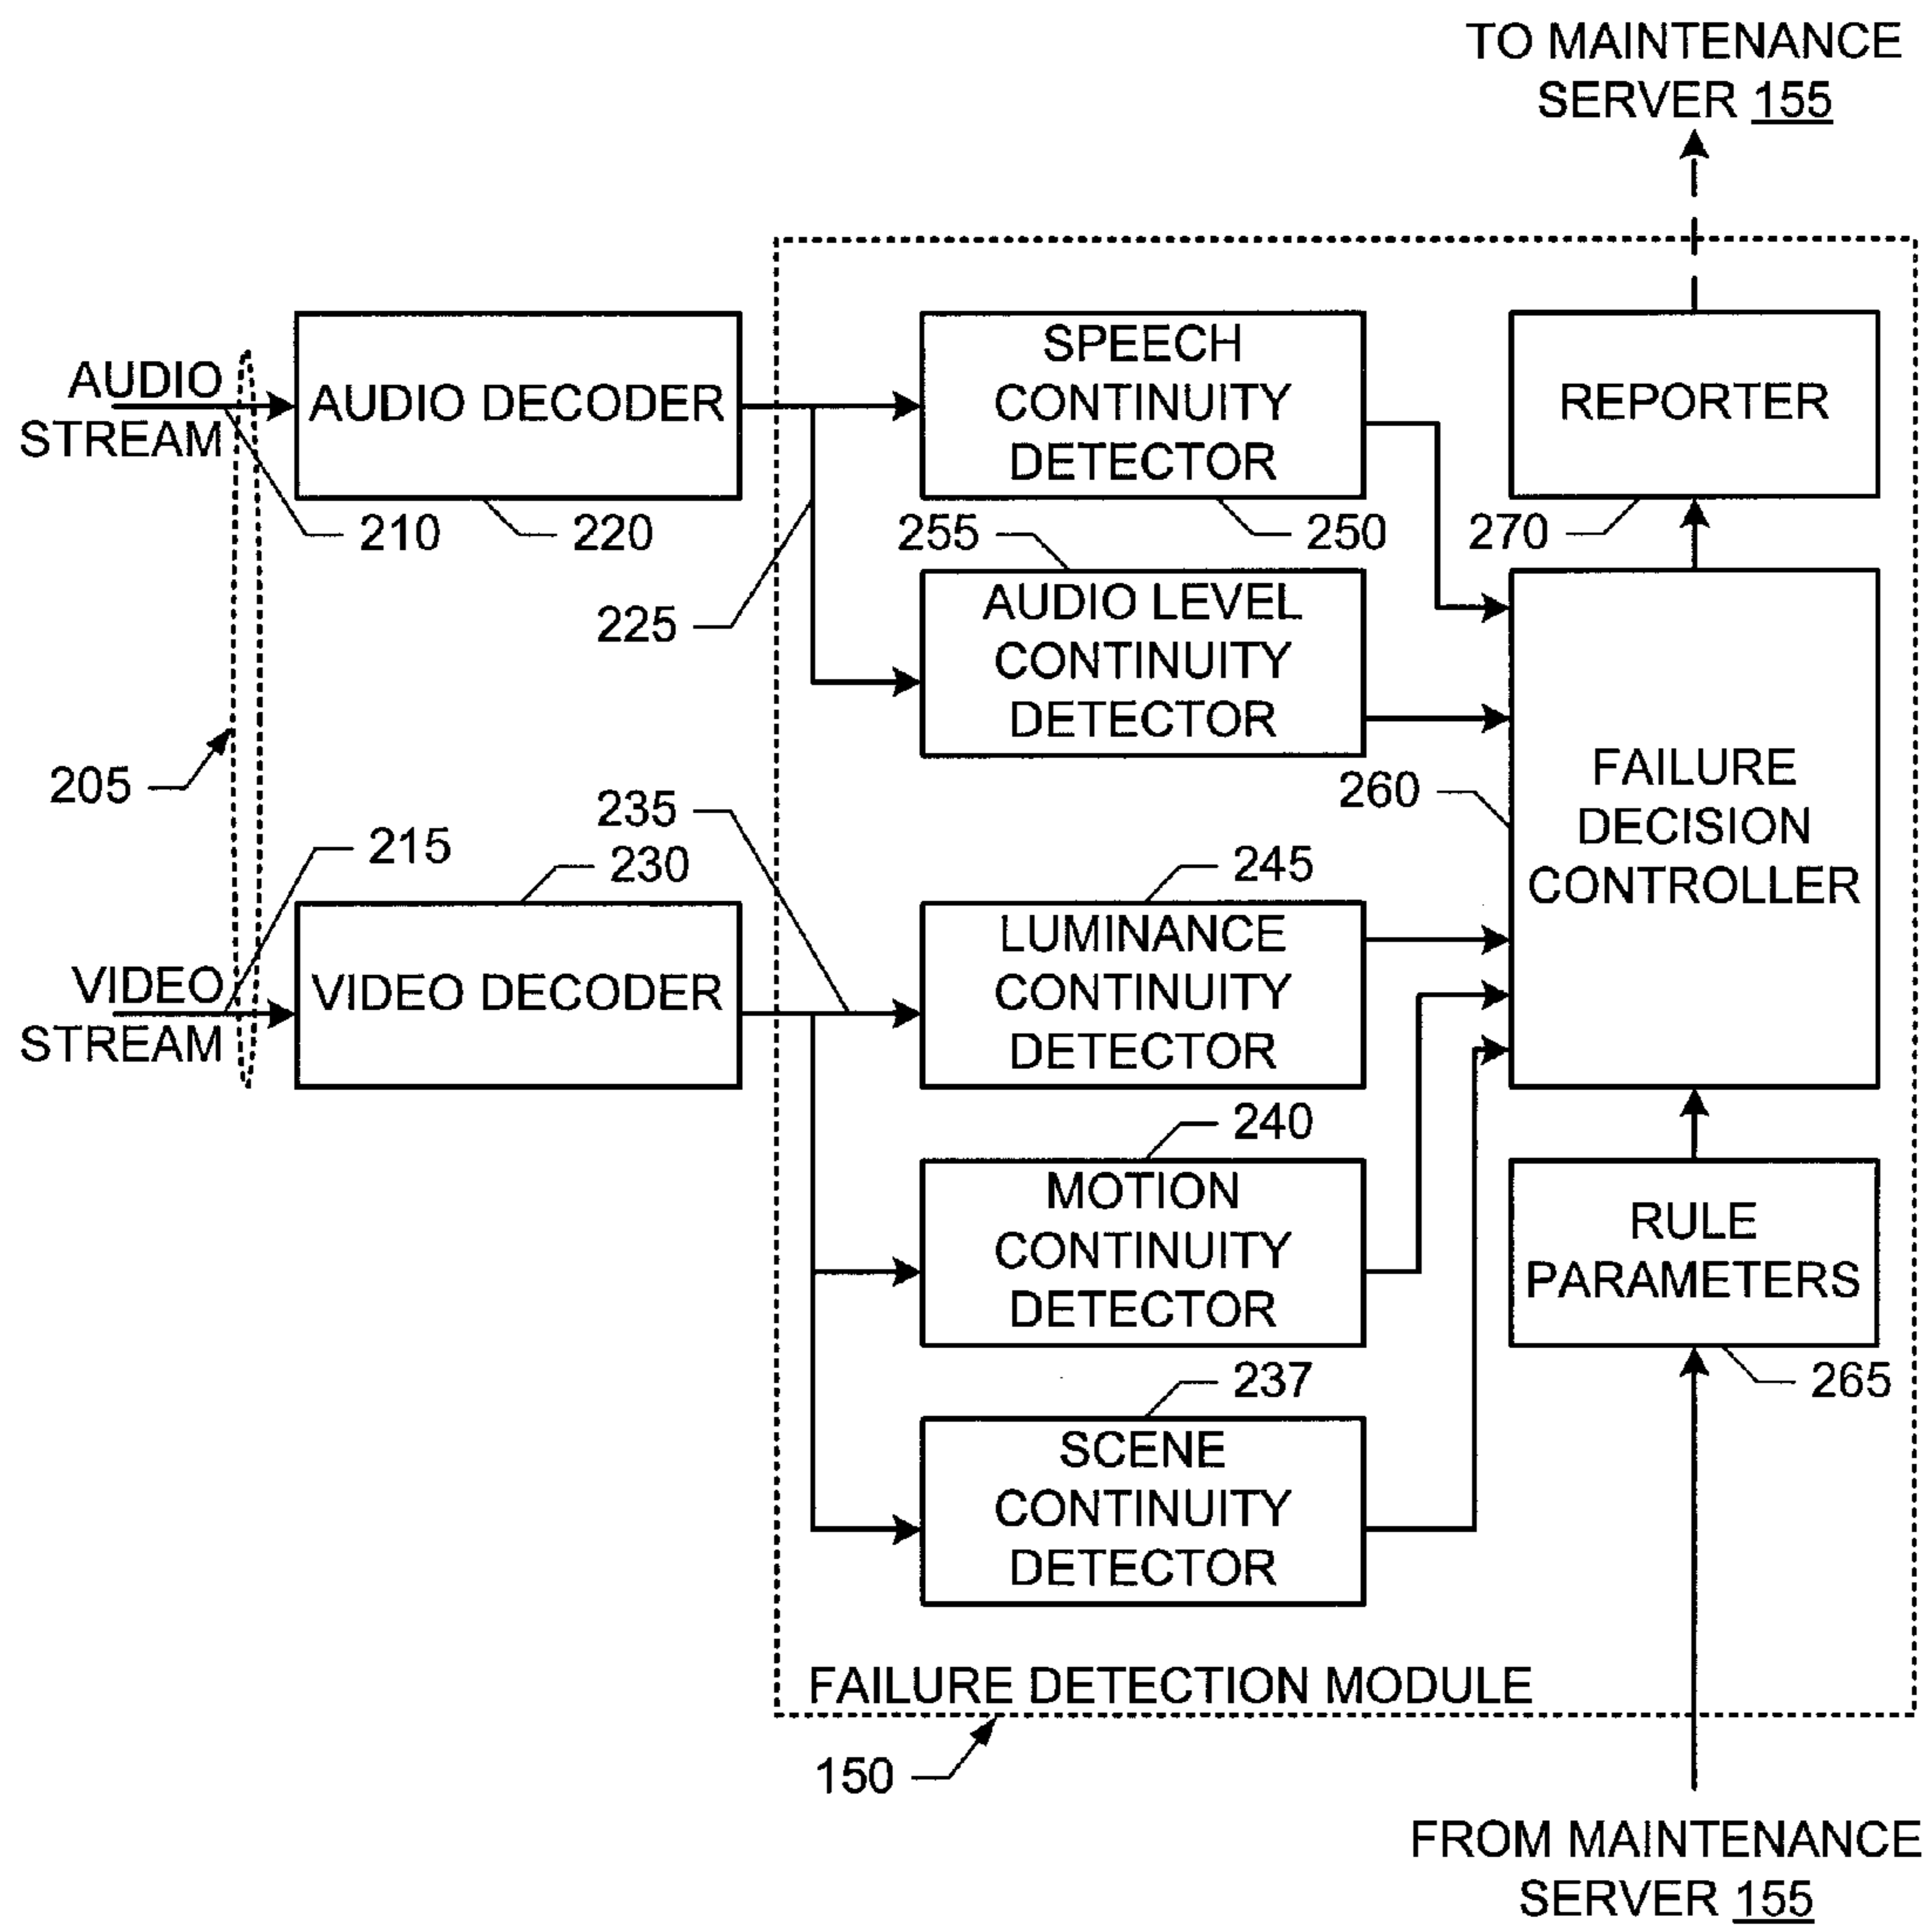 TO MAINTENANCE
SERVER 155
AUDIO
STREAM
AUDIO DECODER
SPEECH
CONTINUITY
DETECTOR
REPORTER
210
220
255
250
270
225
AUDIO LEVEL
CONTINUITY
DETECTOR
205
235
260
FAILURE
DECISION
CONTROLLER
215
230
245
VIDEO
STREAM
VIDEO DECODER
LUMINANCE
CONTINUITY
DETECTOR
240
MOTION
CONTINUITY
DETECTOR
RULE
PARAMETERS
237
265
SCENE
CONTINUITY
DETECTOR
FAILURE DETECTION MODULE
150
FROM MAINTENANCE
SERVER 155